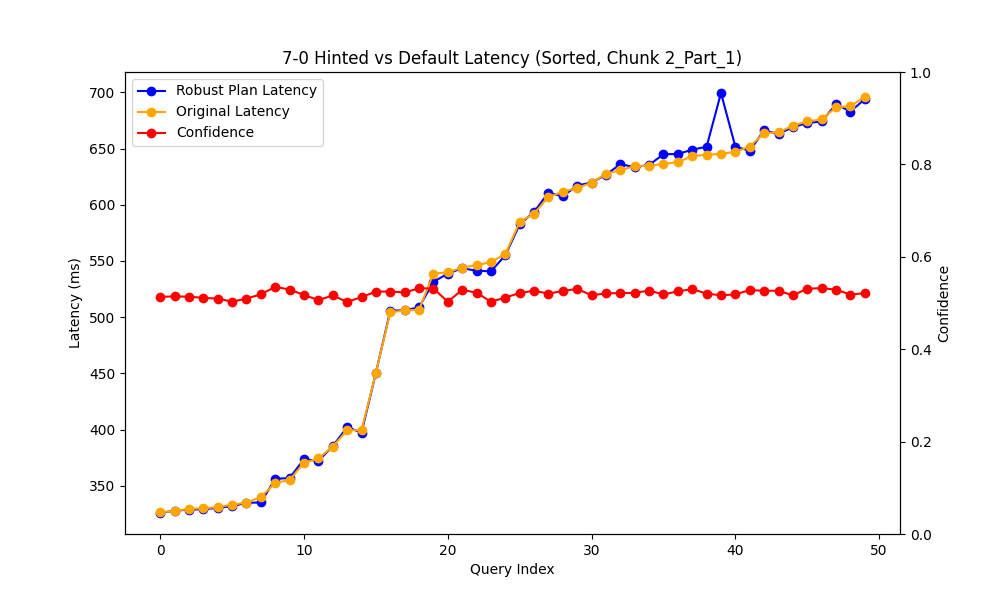 7-0 Hinted vs Default Latency (Sorted, Chunk 2_Part_1)
Robust Plan Latency
Original Latency
Confidence
700
650
600
550
500
450
400
350
Latency (ms)
1.0
0.8
0.6
0.4
0.2
0.0
Confidence
0
10
20
30
40
50
Query Index